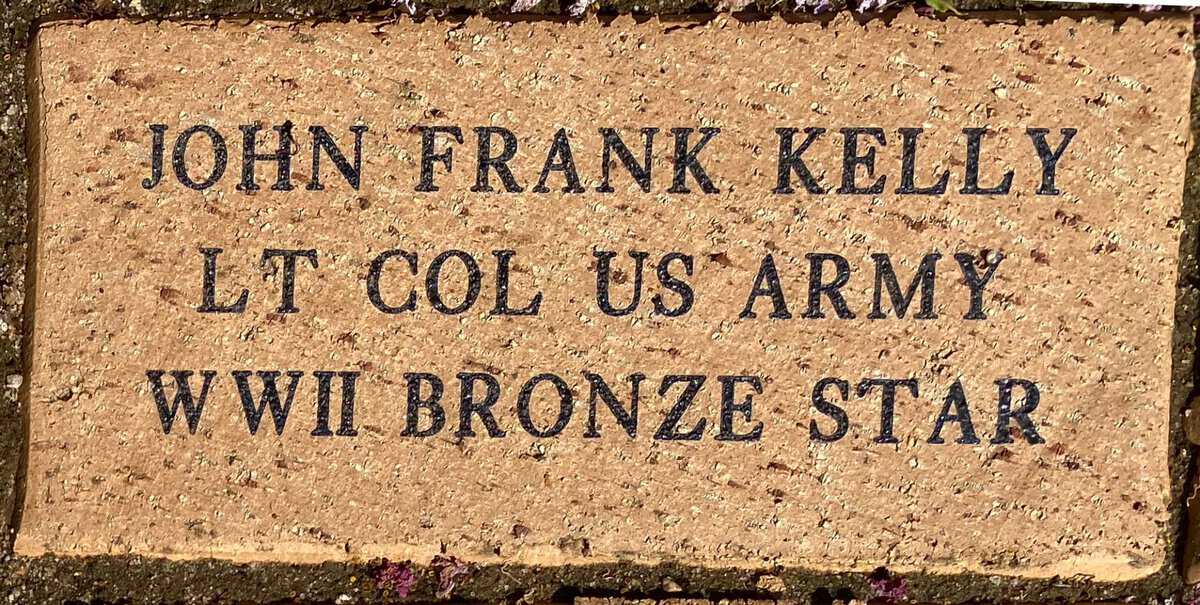 JOHN FRANK KELLY
LT COL US ARMY
WWII BRONZE STAR